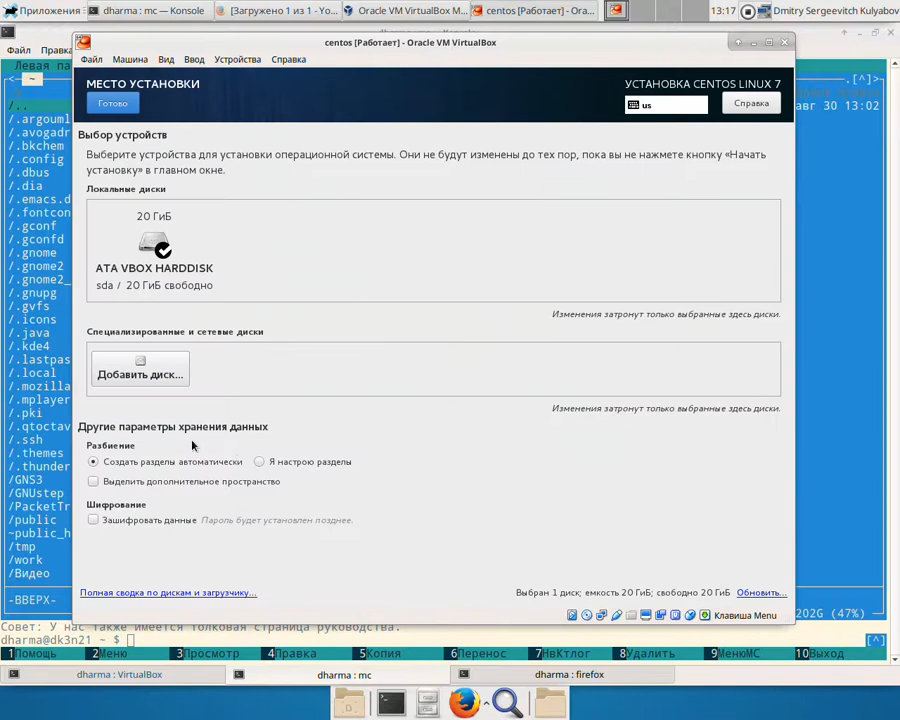 Приложения
dharma : mc — Konsole
[Загружено 1 из 1 - Yo...
Oracle VM VirtualBox M...
centos [Работает] - Ora...
13:17
Dmitry Sergeevitch Kulyabov
Файл
Правка
centos [Работает] - Oracle VM VirtualBox
Файл Машина Вид Ввод Устройства Справка
Левая па
~
.[^]>
МЕСТО УСТАНОВКИ
УСТАНОВКА CENTOS LINUX 7
Готово
us
Справка
/..
авг 30 13:02
/.argouml
/.avogadr
/.bkchem
/.config
/.dbus
/.dia
/.emacs.d
/.fontcon
/.gconf
/.gconfd
/.gnome
/.gnome2
/.gnome2_
/.gnupg
/.gvfs
/.icons
/.java
/.kde4
/.lastpas
/.local
/.mozilla
/.mplayer
/.pki
/.qtoctav
/.ssh
/.themes
/.thunder
/GNS3
/GNUstep
/PacketTr
/public
~public_h
/tmp
/work
/Видео
-ВВЕРХ-
Выбор устройств
Выберите устройства для установки операционной системы. Они не будут изменены до тех пор, пока вы не нажмете кнопку «Начать
установку» в главном окне.
Локальные диски
20 ГиБ
ATA VBOX HARDDISK
sda / 20 ГиБ свободно
Изменения затронут только выбранные здесь диски.
Специализированные и сетевые диски
Добавить диск...
Изменения затронут только выбранные здесь диски.
Другие параметры хранения данных
Разбиение
Создать разделы автоматически
Я настрою разделы
Выделить дополнительное пространство
Шифрование
Зашифровать данные Пароль будет установлен позднее.
Полная сводка по дискам и загрузчику...
Выбран 1 диск; емкость 20 ГиБ; свободно 20 ГиБ Обновить...
Клавиша Menu
202G (47%)
Совет: У нас также имеется толковая страница руководства.
dharma@dk3n21 ~ $
[^]
1Помощь 2Меню 3Просмотр 4Правка 5Копия 6Перенос 7НвКтлог 8Удалить 9МенюМС 10Выход
dharma : VirtualBox
dharma : mc
dharma : firefox